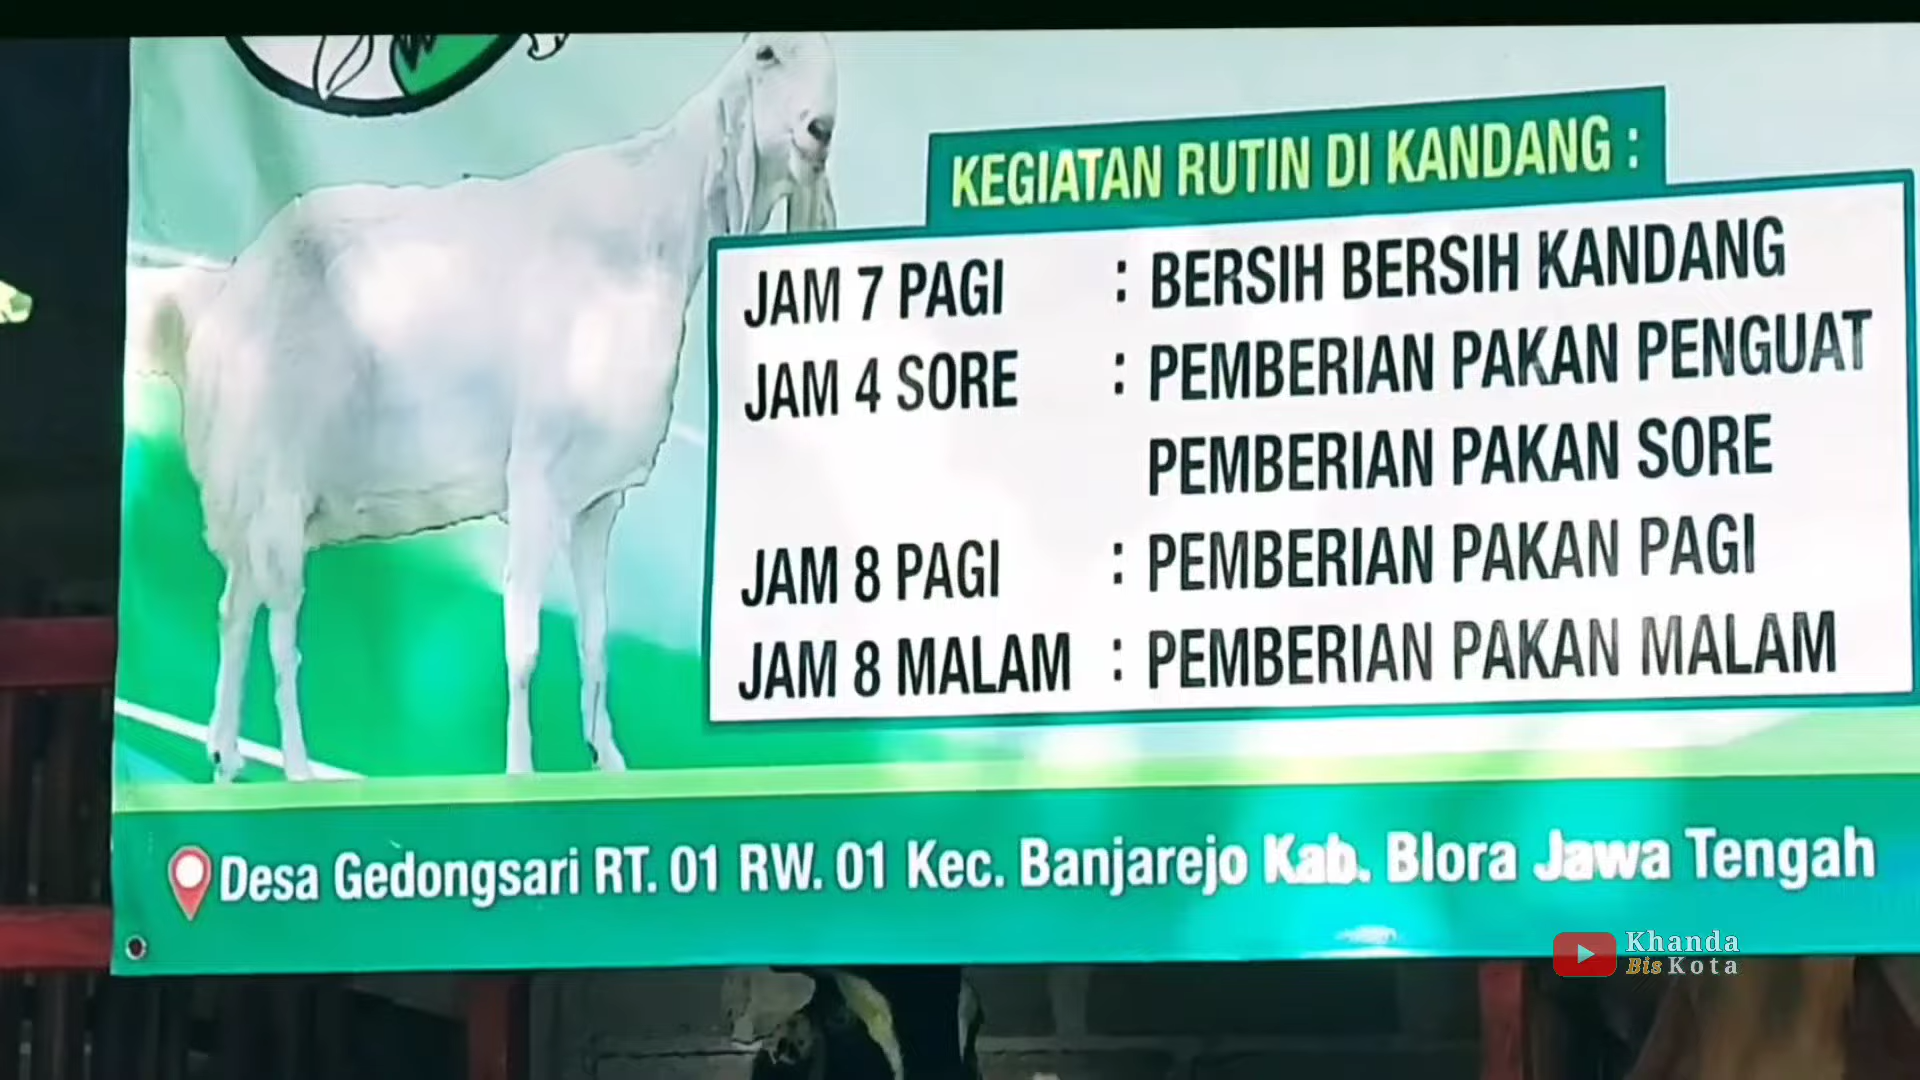 KEGIATAN RUTIN DI KANDANG :
JAM 7 PAGI : BERSIH BERSIH KANDANG
JAM 4 SORE : PEMBERIAN PAKAN PENGUAT
PEMBERIAN PAKAN SORE
JAM 8 PAGI : PEMBERIAN PAKAN PAGI
JAM 8 MALAM : PEMBERIAN PAKAN MALAM
Desa Gedongsari RT. 01 RW. 01 Kec. Banjarejo Kab. Blora Jawa Tengah
Khanda
Bis Kota